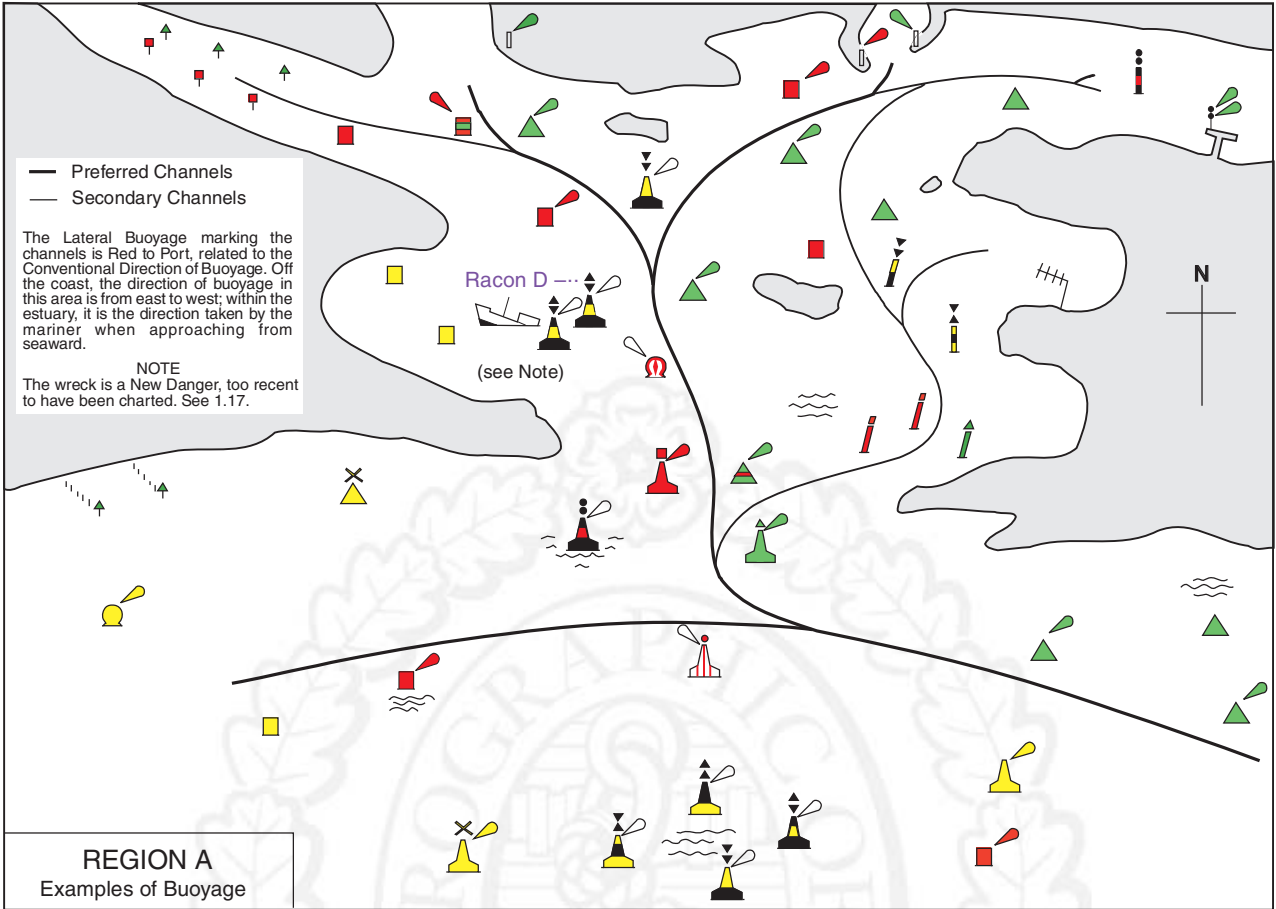 Preferred Channels
Secondary Channels
The Lateral Buoyage marking the
channels is Red to Port, related to the
Conventional Direction of Buoyage. Off
the coast, the direction of buoyage in
this area is from east to west; within the
estuary, it is the direction taken by the
mariner when approaching from
seaward.
NOTE
The wreck is a New Danger, too recent
to have been charted. See 1.17.
Racon D
(see Note)
N
REGION A
Examples of Buoyage